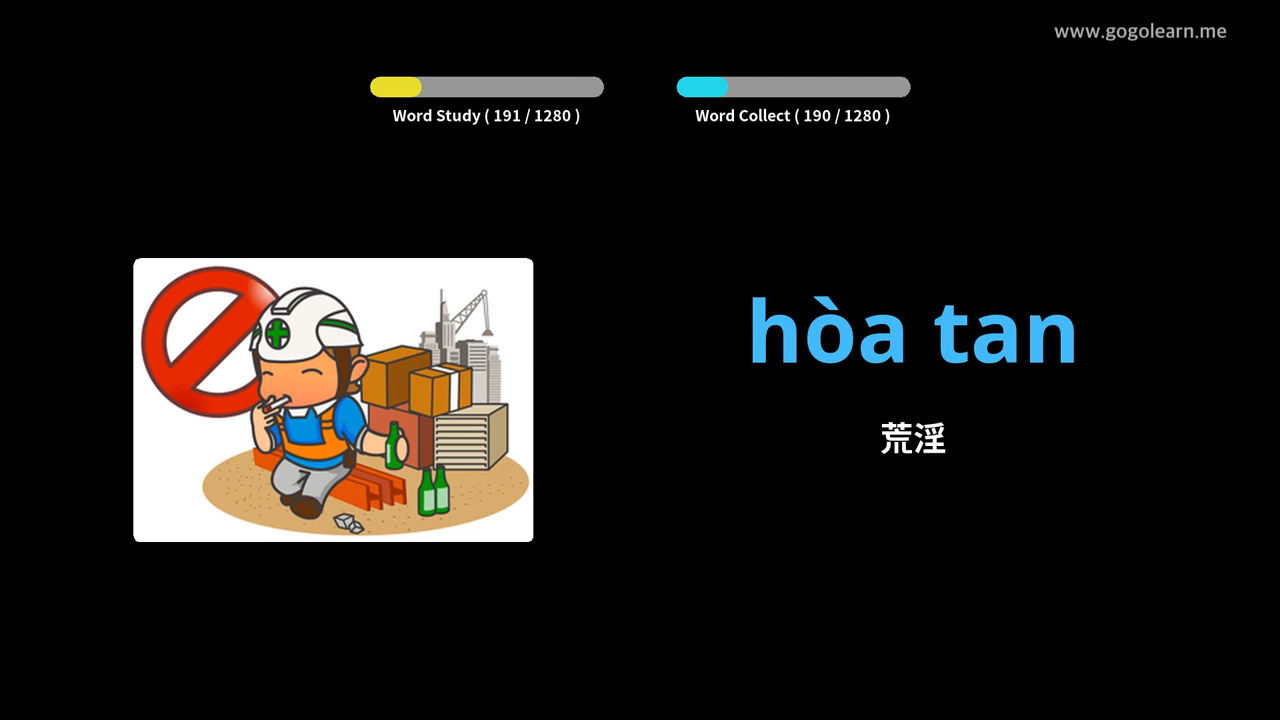 www.gogolearn.me
Word Study ( 191 / 1280 )
Word Collect ( 190 / 1280 )
hòa tan
荒淫